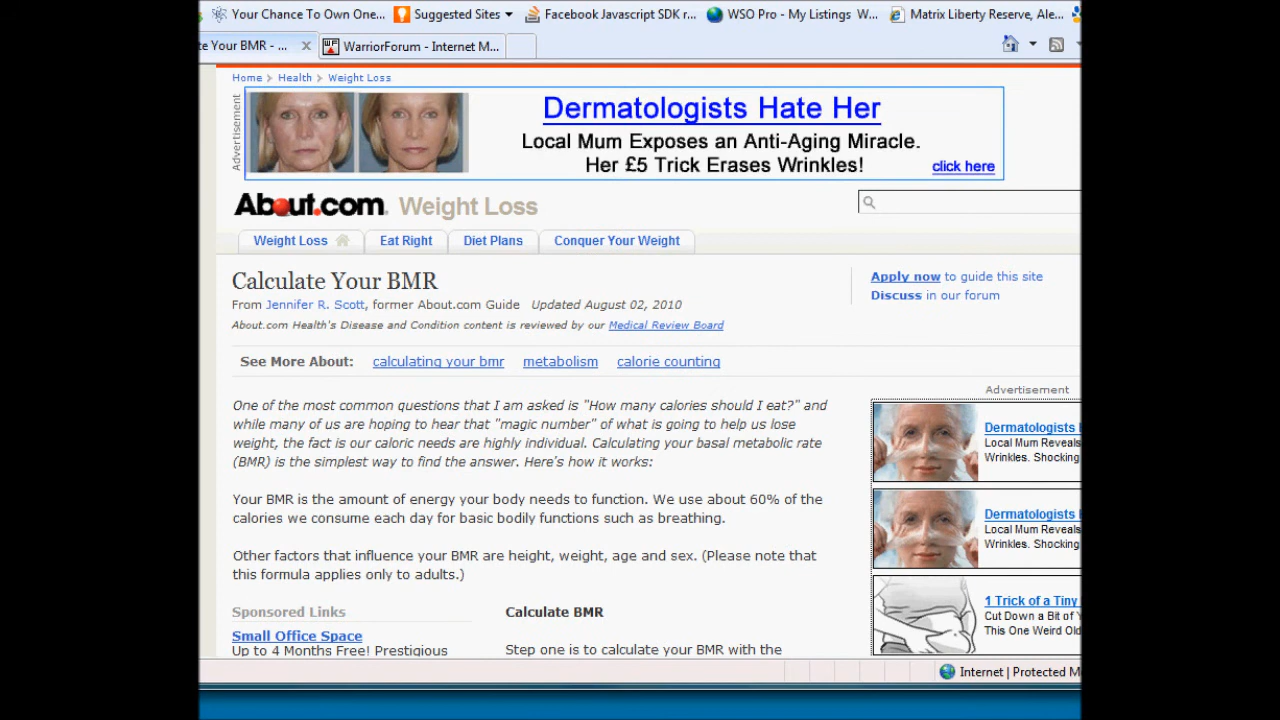 Your Chance To Own One... Suggested Sites Facebook Javascript SDK r... WSO Pro - My Listings W... Matrix Liberty Reserve, Ale...
te Your BMR - ... WarriorForum - Internet M...
Home > Health > Weight Loss
Advertisement
Dermatologists Hate Her
Local Mum Exposes an Anti-Aging Miracle.
Her £5 Trick Erases Wrinkles!
click here
About.com Weight Loss
Weight Loss Eat Right Diet Plans Conquer Your Weight
Calculate Your BMR
From Jennifer R. Scott, former About.com Guide Updated August 02, 2010
About.com Health's Disease and Condition content is reviewed by our Medical Review Board
Apply now to guide this site
Discuss in our forum
See More About: calculating your bmr metabolism calorie counting
One of the most common questions that I am asked is "How many calories should I eat?" and
while many of us are hoping to hear that "magic number" of what is going to help us lose
weight, the fact is our caloric needs are highly individual. Calculating your basal metabolic rate
(BMR) is the simplest way to find the answer. Here's how it works:
Your BMR is the amount of energy your body needs to function. We use about 60% of the
calories we consume each day for basic bodily functions such as breathing.
Other factors that influence your BMR are height, weight, age and sex. (Please note that
this formula applies only to adults.)
Sponsored Links
Small Office Space
Up to 4 Months Free! Prestigious
Calculate BMR
Step one is to calculate your BMR with the
Advertisement
Dermatologists
Local Mum Reveals
Wrinkles. Shocking
Dermatologists
Local Mum Reveals
Wrinkles. Shocking
1 Trick of a Tiny
Cut Down a Bit of
This One Weird Old
Internet | Protected M